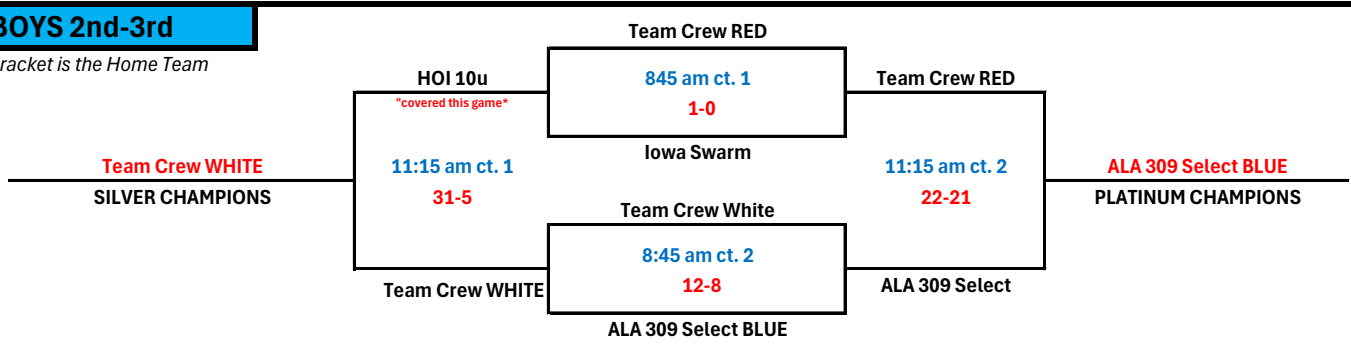 BOYS 2nd-3rd
racket is the Home Team
Team Crew RED
HOI 10u
"covered this game*
845 am ct. 1
1-0
Team Crew RED
Iowa Swarm
Team Crew WHITE
SILVER CHAMPIONS
11:15 am ct. 1
31-5
11:15 am ct. 2
22-21
ALA 309 Select BLUE
PLATINUM CHAMPIONS
Team Crew White
8:45 am ct. 2
12-8
Team Crew WHITE
ALA 309 Select
ALA 309 Select BLUE